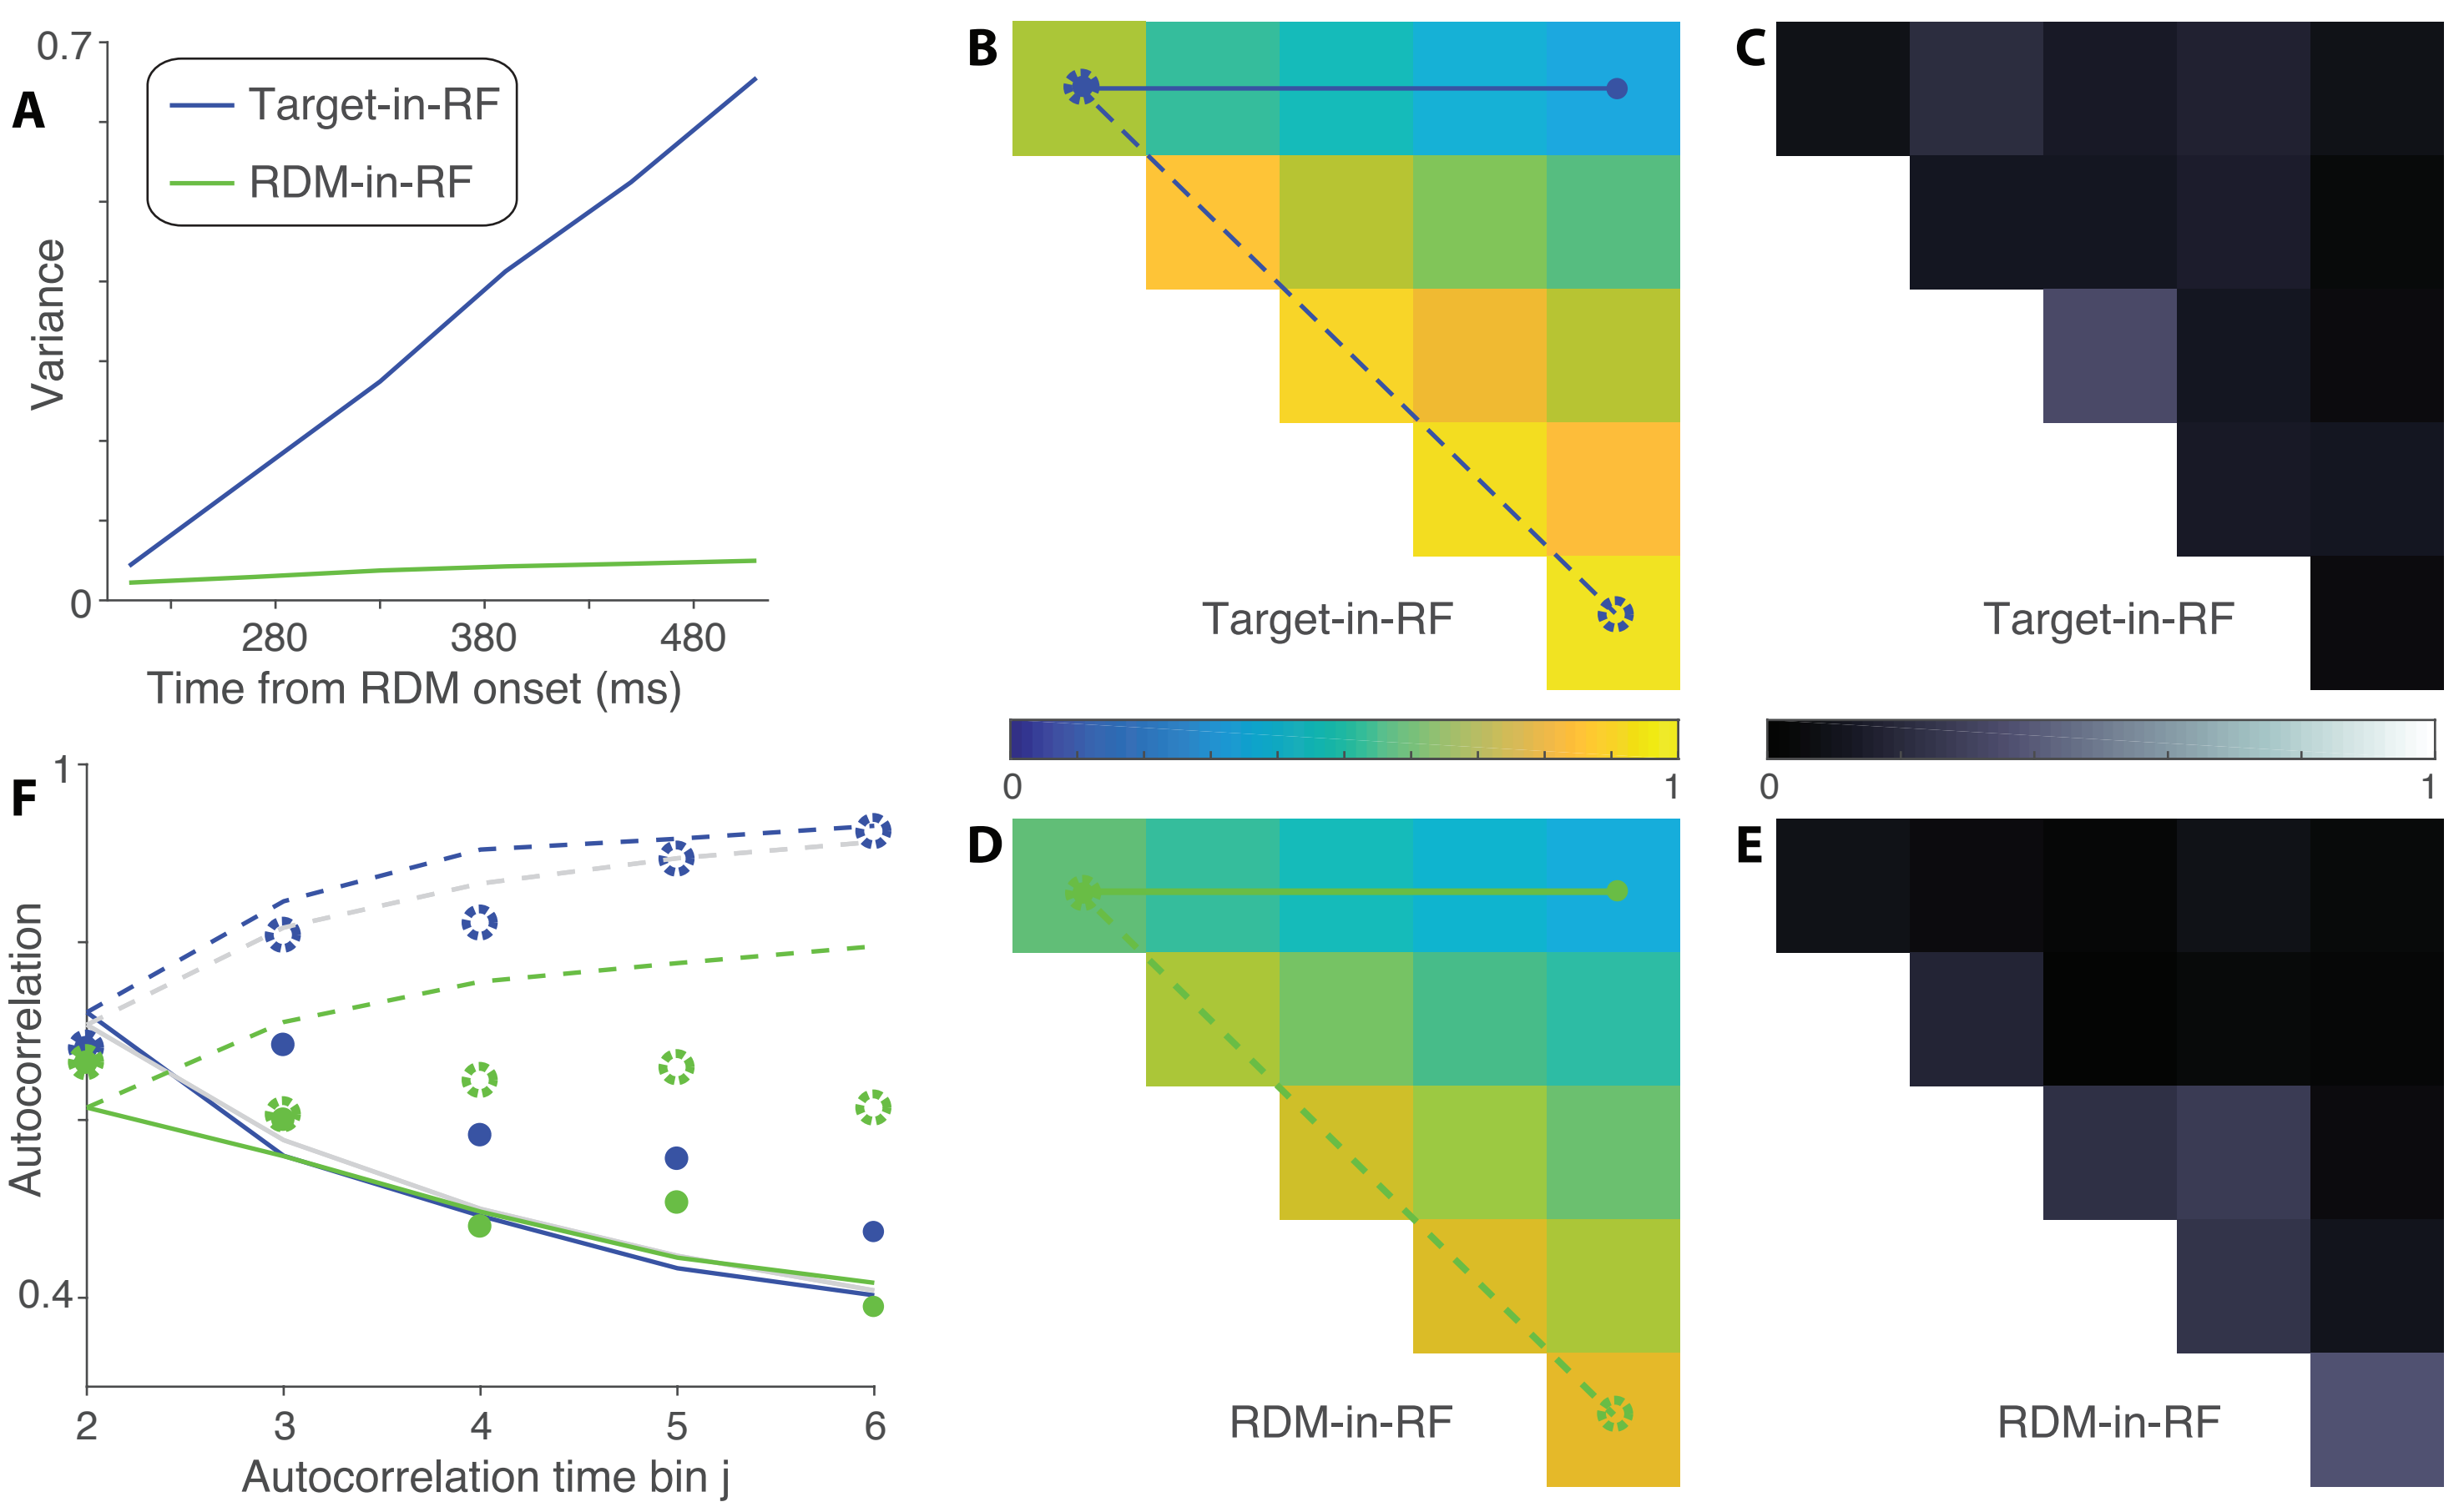 A
0.7
Target-in-RF
RDM-in-RF
Variance
0
280 380 480
Time from RDM onset (ms)
B
Target-in-RF
0 1
C
Target-in-RF
0 1
D
RDM-in-RF
E
RDM-in-RF
F
1
Autocorrelation
0.4
2 3 4 5 6
Autocorrelation time bin j